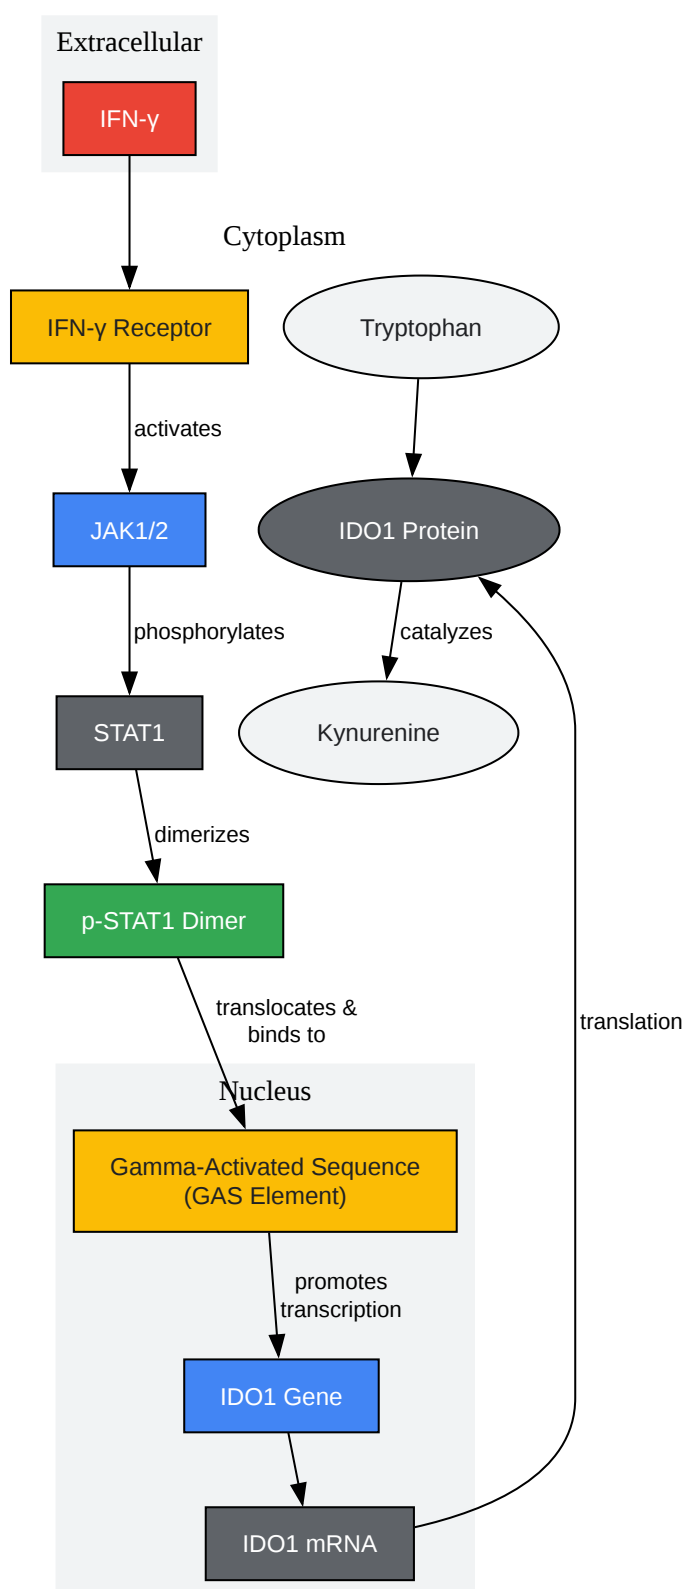 Extracellular
IFN-γ
Cytoplasm
IFN-γ Receptor
Tryptophan
activates
JAK1/2
IDO1 Protein
phosphorylates
catalyzes
STAT1
Kynurenine
dimerizes
p-STAT1 Dimer
translocates &
binds to
translation
Nucleus
Gamma-Activated Sequence
(GAS Element)
promotes
transcription
IDO1 Gene
IDO1 mRNA